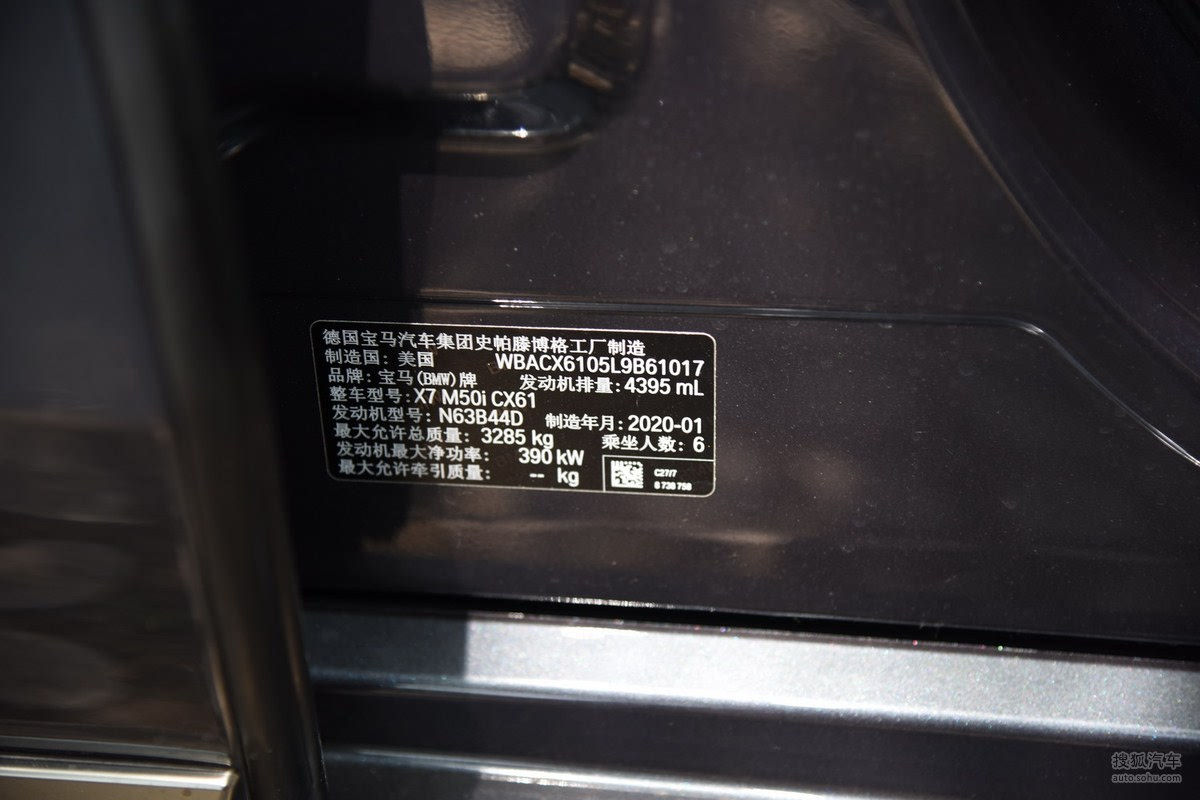 德国宝马汽车集团史帕滕博格工厂制造
制造国：美国 WBACX6105L9B61017
品牌：宝马(BMW)牌 发动机排量：4395 mL
整车型号：X7 M50i CX61
发动机型号：N63B44D 制造年月：2020-01
最大允许总质量：3285 kg 乘坐人数：6
发动机最大净功率：390 kW
最大允许牵引质量：-- kg
C27/7
8 738 758
搜狐汽车
auto.sohu.com